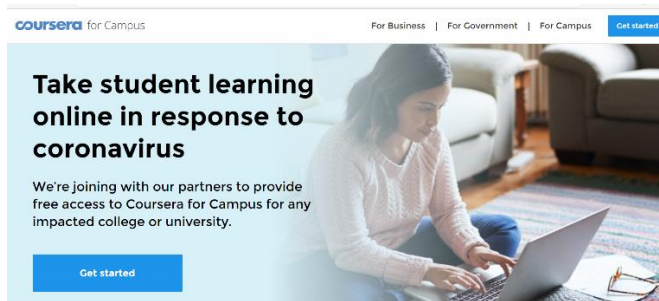 coursera for Campus
For Business | For Government | For Campus
Get started
Take student learning
online in response to
coronavirus
We're joining with our partners to provide
free access to Coursera for Campus for any
impacted college or university.
Get started